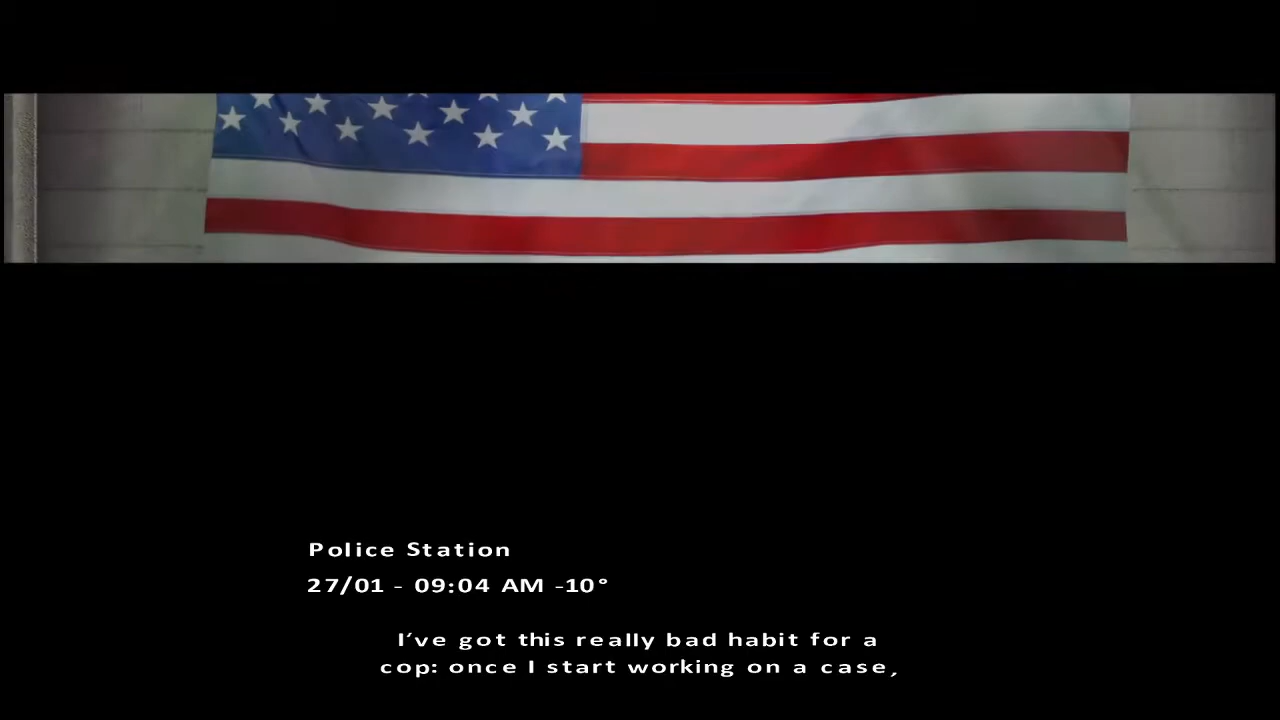 Police Station
27/01 - 09:04 AM -10°
I've got this really bad habit for a
cop: once I start working on a case,